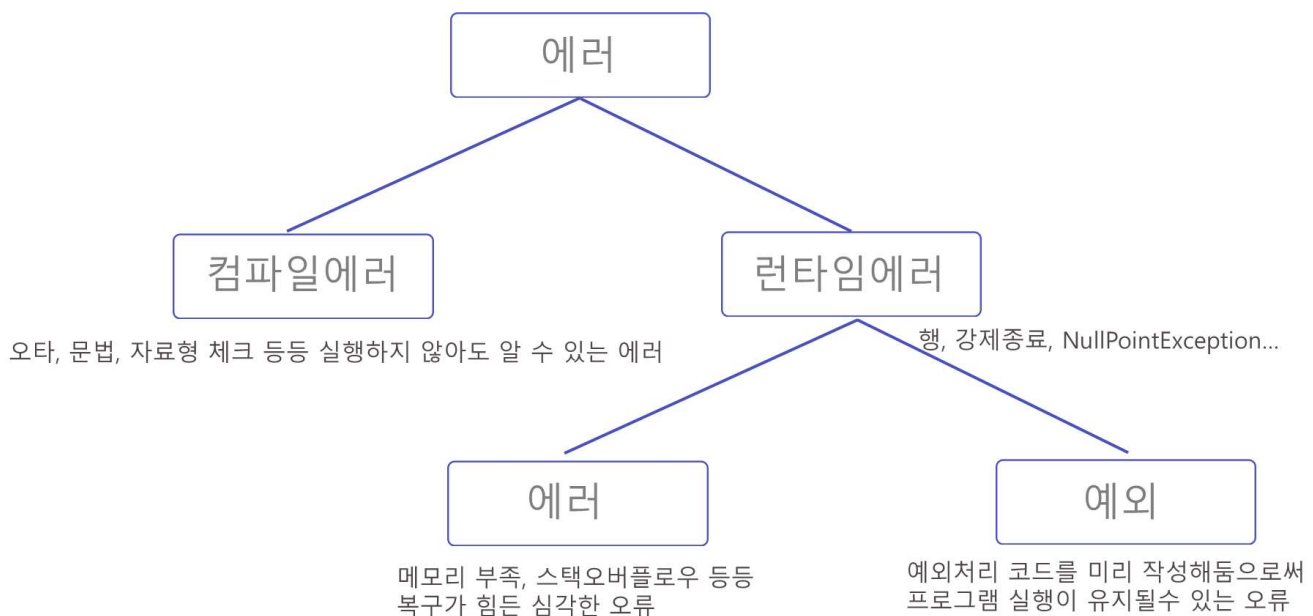 에러
컴파일에러
런타임에러
오타, 문법, 자료형 체크 등등 실행하지 않아도 알 수 있는 에러
행, 강제종료, NullPointException...
에러
예외
메모리 부족, 스택오버플로우 등등
복구가 힘든 심각한 오류
예외처리 코드를 미리 작성해둠으로써
프로그램 실행이 유지될수 있는 오류